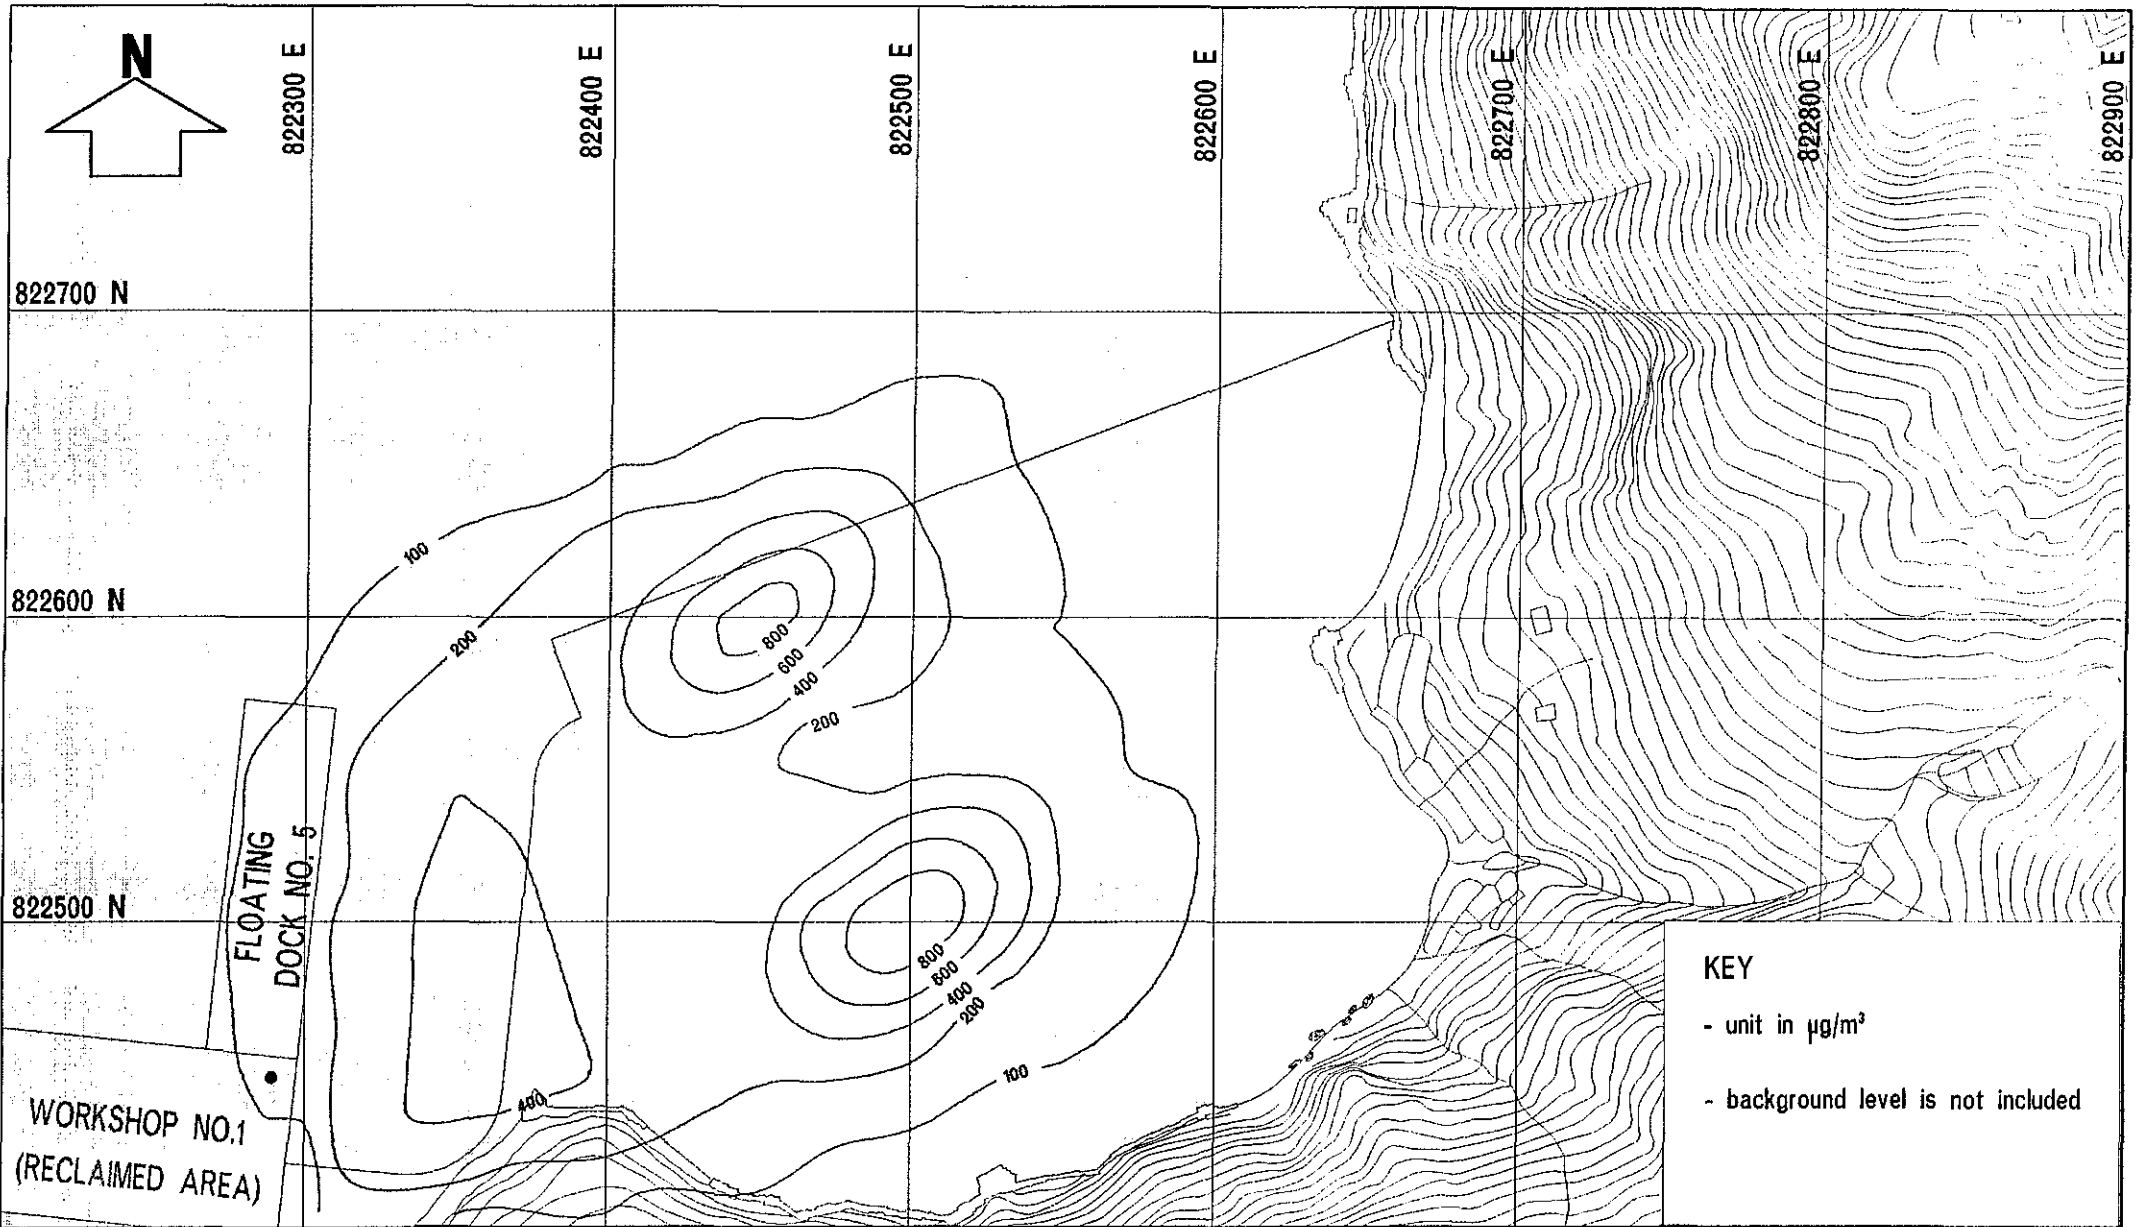 N
822300 E
822400 E
822500 E
822600 E
822700 E
822800 E
822900 E
822700 N
822600 N
822500 N
100
200
800
600
400
200
800
600
400
200
100
400
FLOATING
DOCK NO. 5
WORKSHOP NO.1
(RECLAIMED AREA)
KEY
- unit in µg/m³
- background level is not included